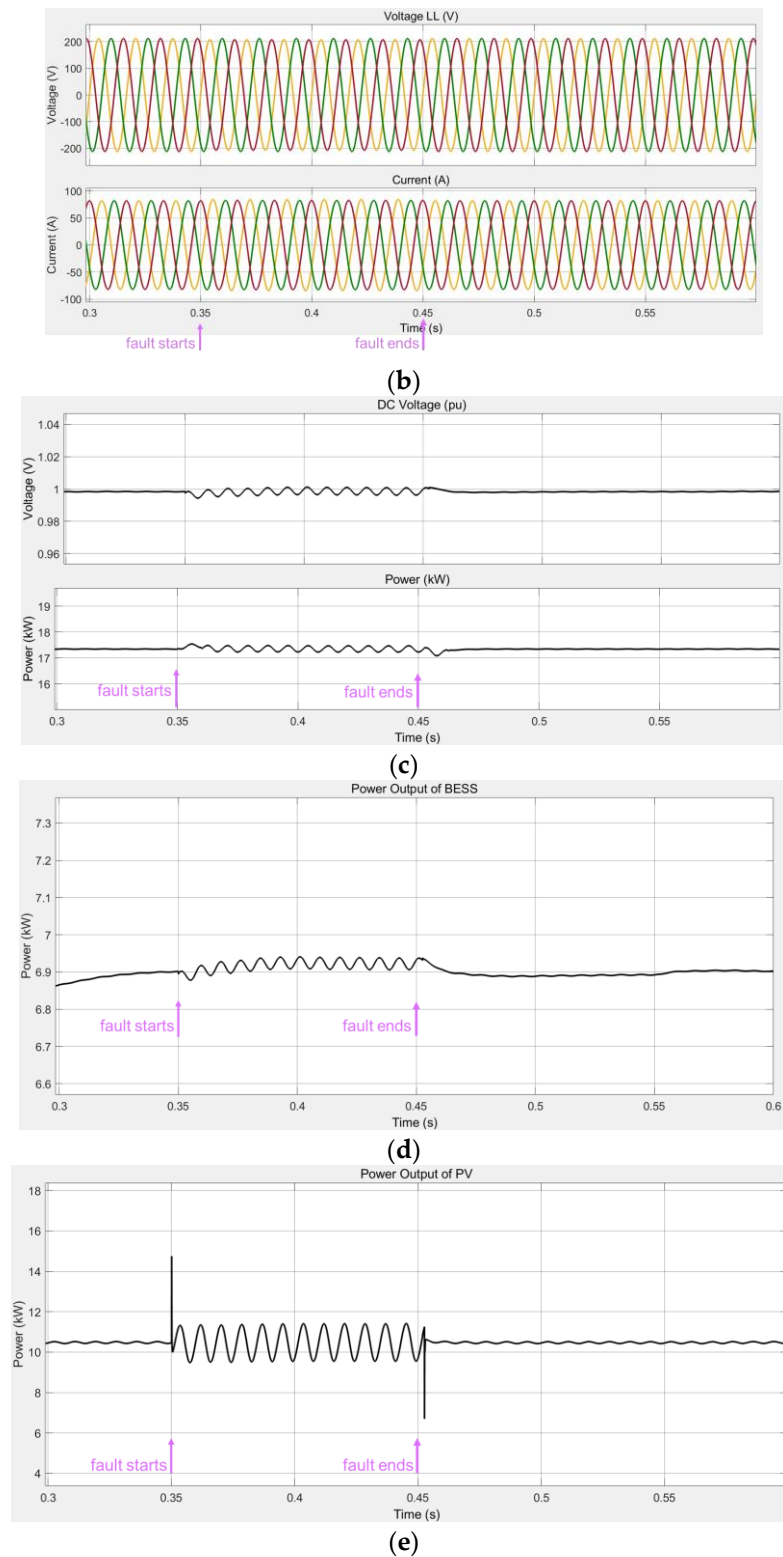 Voltage LL (V)
Voltage (V)
200
100
0
-100
-200
Current (A)
Current (A)
100
50
0
-50
-100
0.3
0.35
0.4
0.45
0.5
0.55
Time (s)
fault starts
fault ends
(b)
DC Voltage (pu)
Voltage (V)
1.04
1.02
1
0.98
0.96
Power (kW)
Power (kW)
19
18
17
16
fault starts
fault ends
0.3
0.35
0.4
0.45
0.5
0.55
Time (s)
(c)
Power Output of BESS
Power (kW)
7.3
7.2
7.1
7
6.9
6.8
6.7
6.6
fault starts
fault ends
0.3
0.35
0.4
0.45
0.5
0.55
0.6
Time (s)
(d)
Power Output of PV
Power (kW)
18
16
14
12
10
8
6
4
fault starts
fault ends
0.3
0.35
0.4
0.45
0.5
0.55
Time (s)
(e)